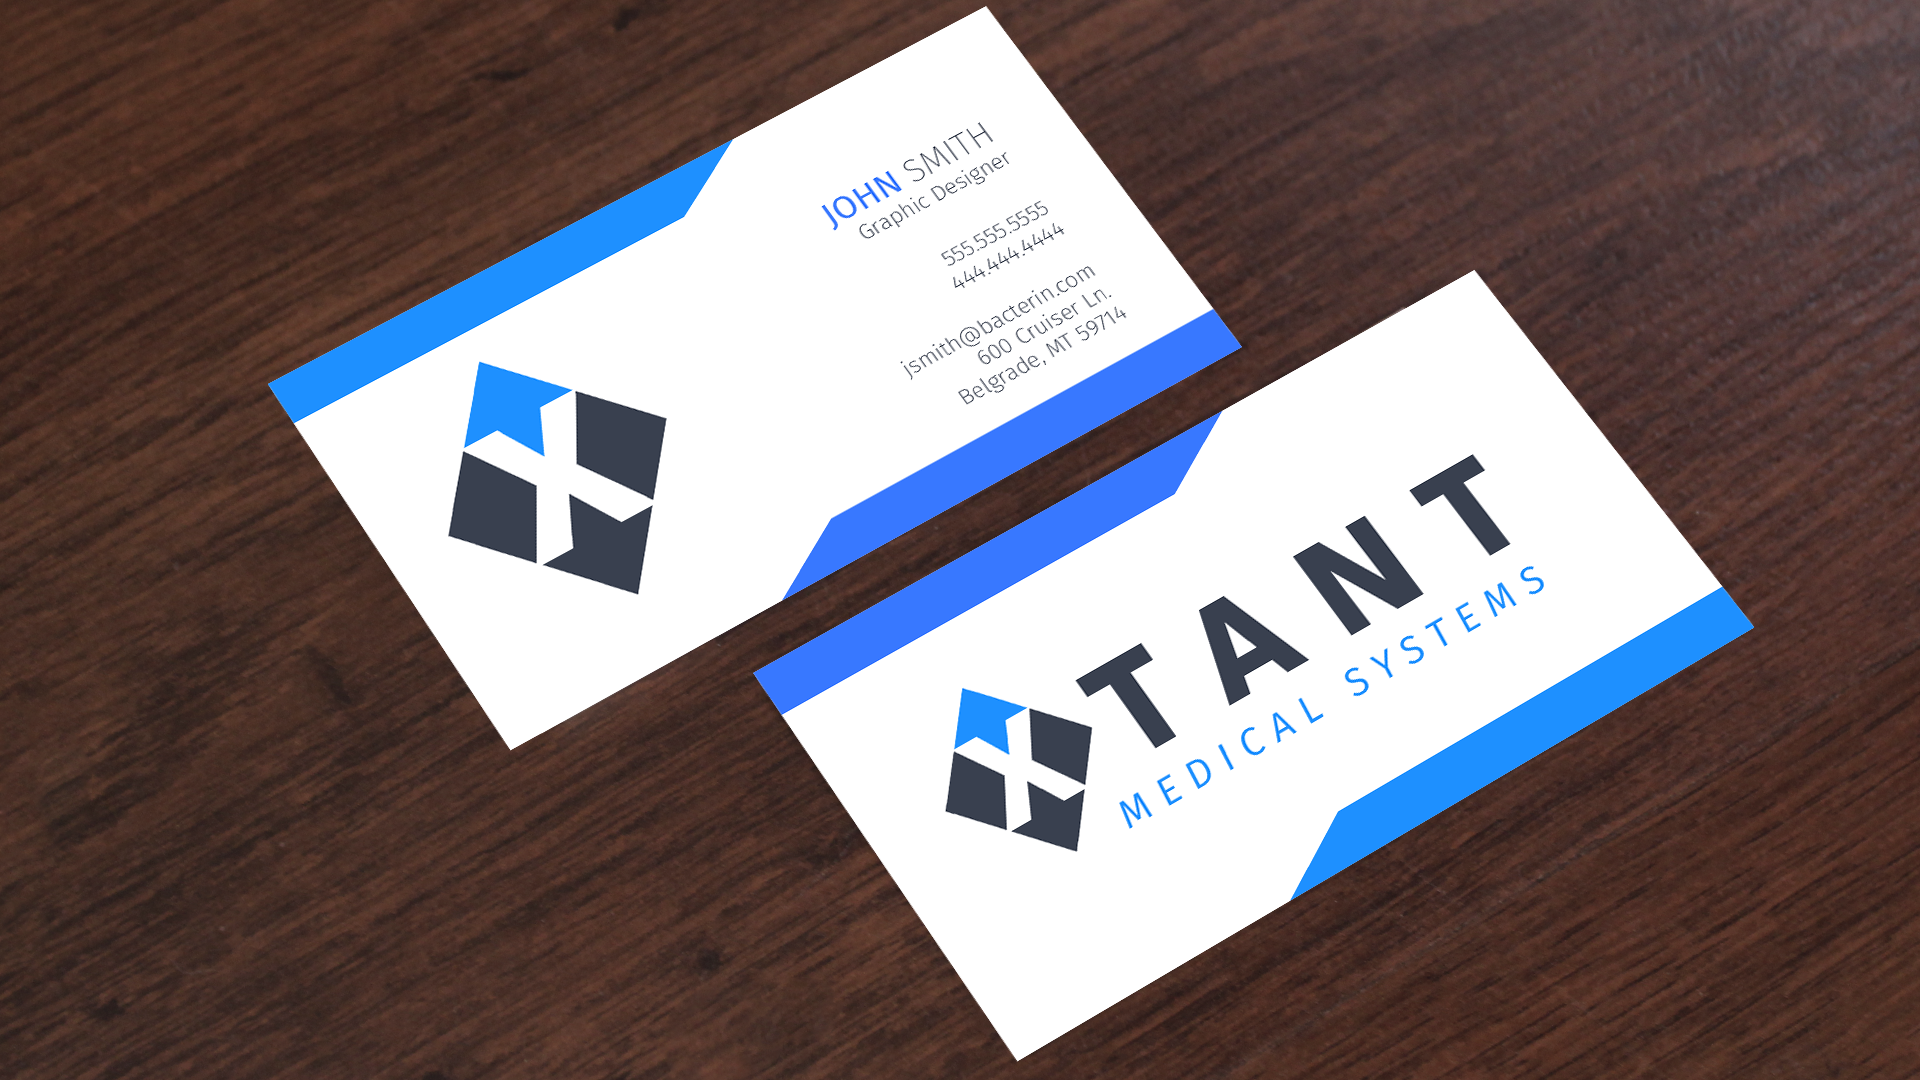 JOHN SMITH
Graphic Designer
555.555.5555
444.444.4444
jsmith@bacterin.com
600 Cruiser Ln.
Belgrade, MT 59714
XTANT
MEDICAL SYSTEMS